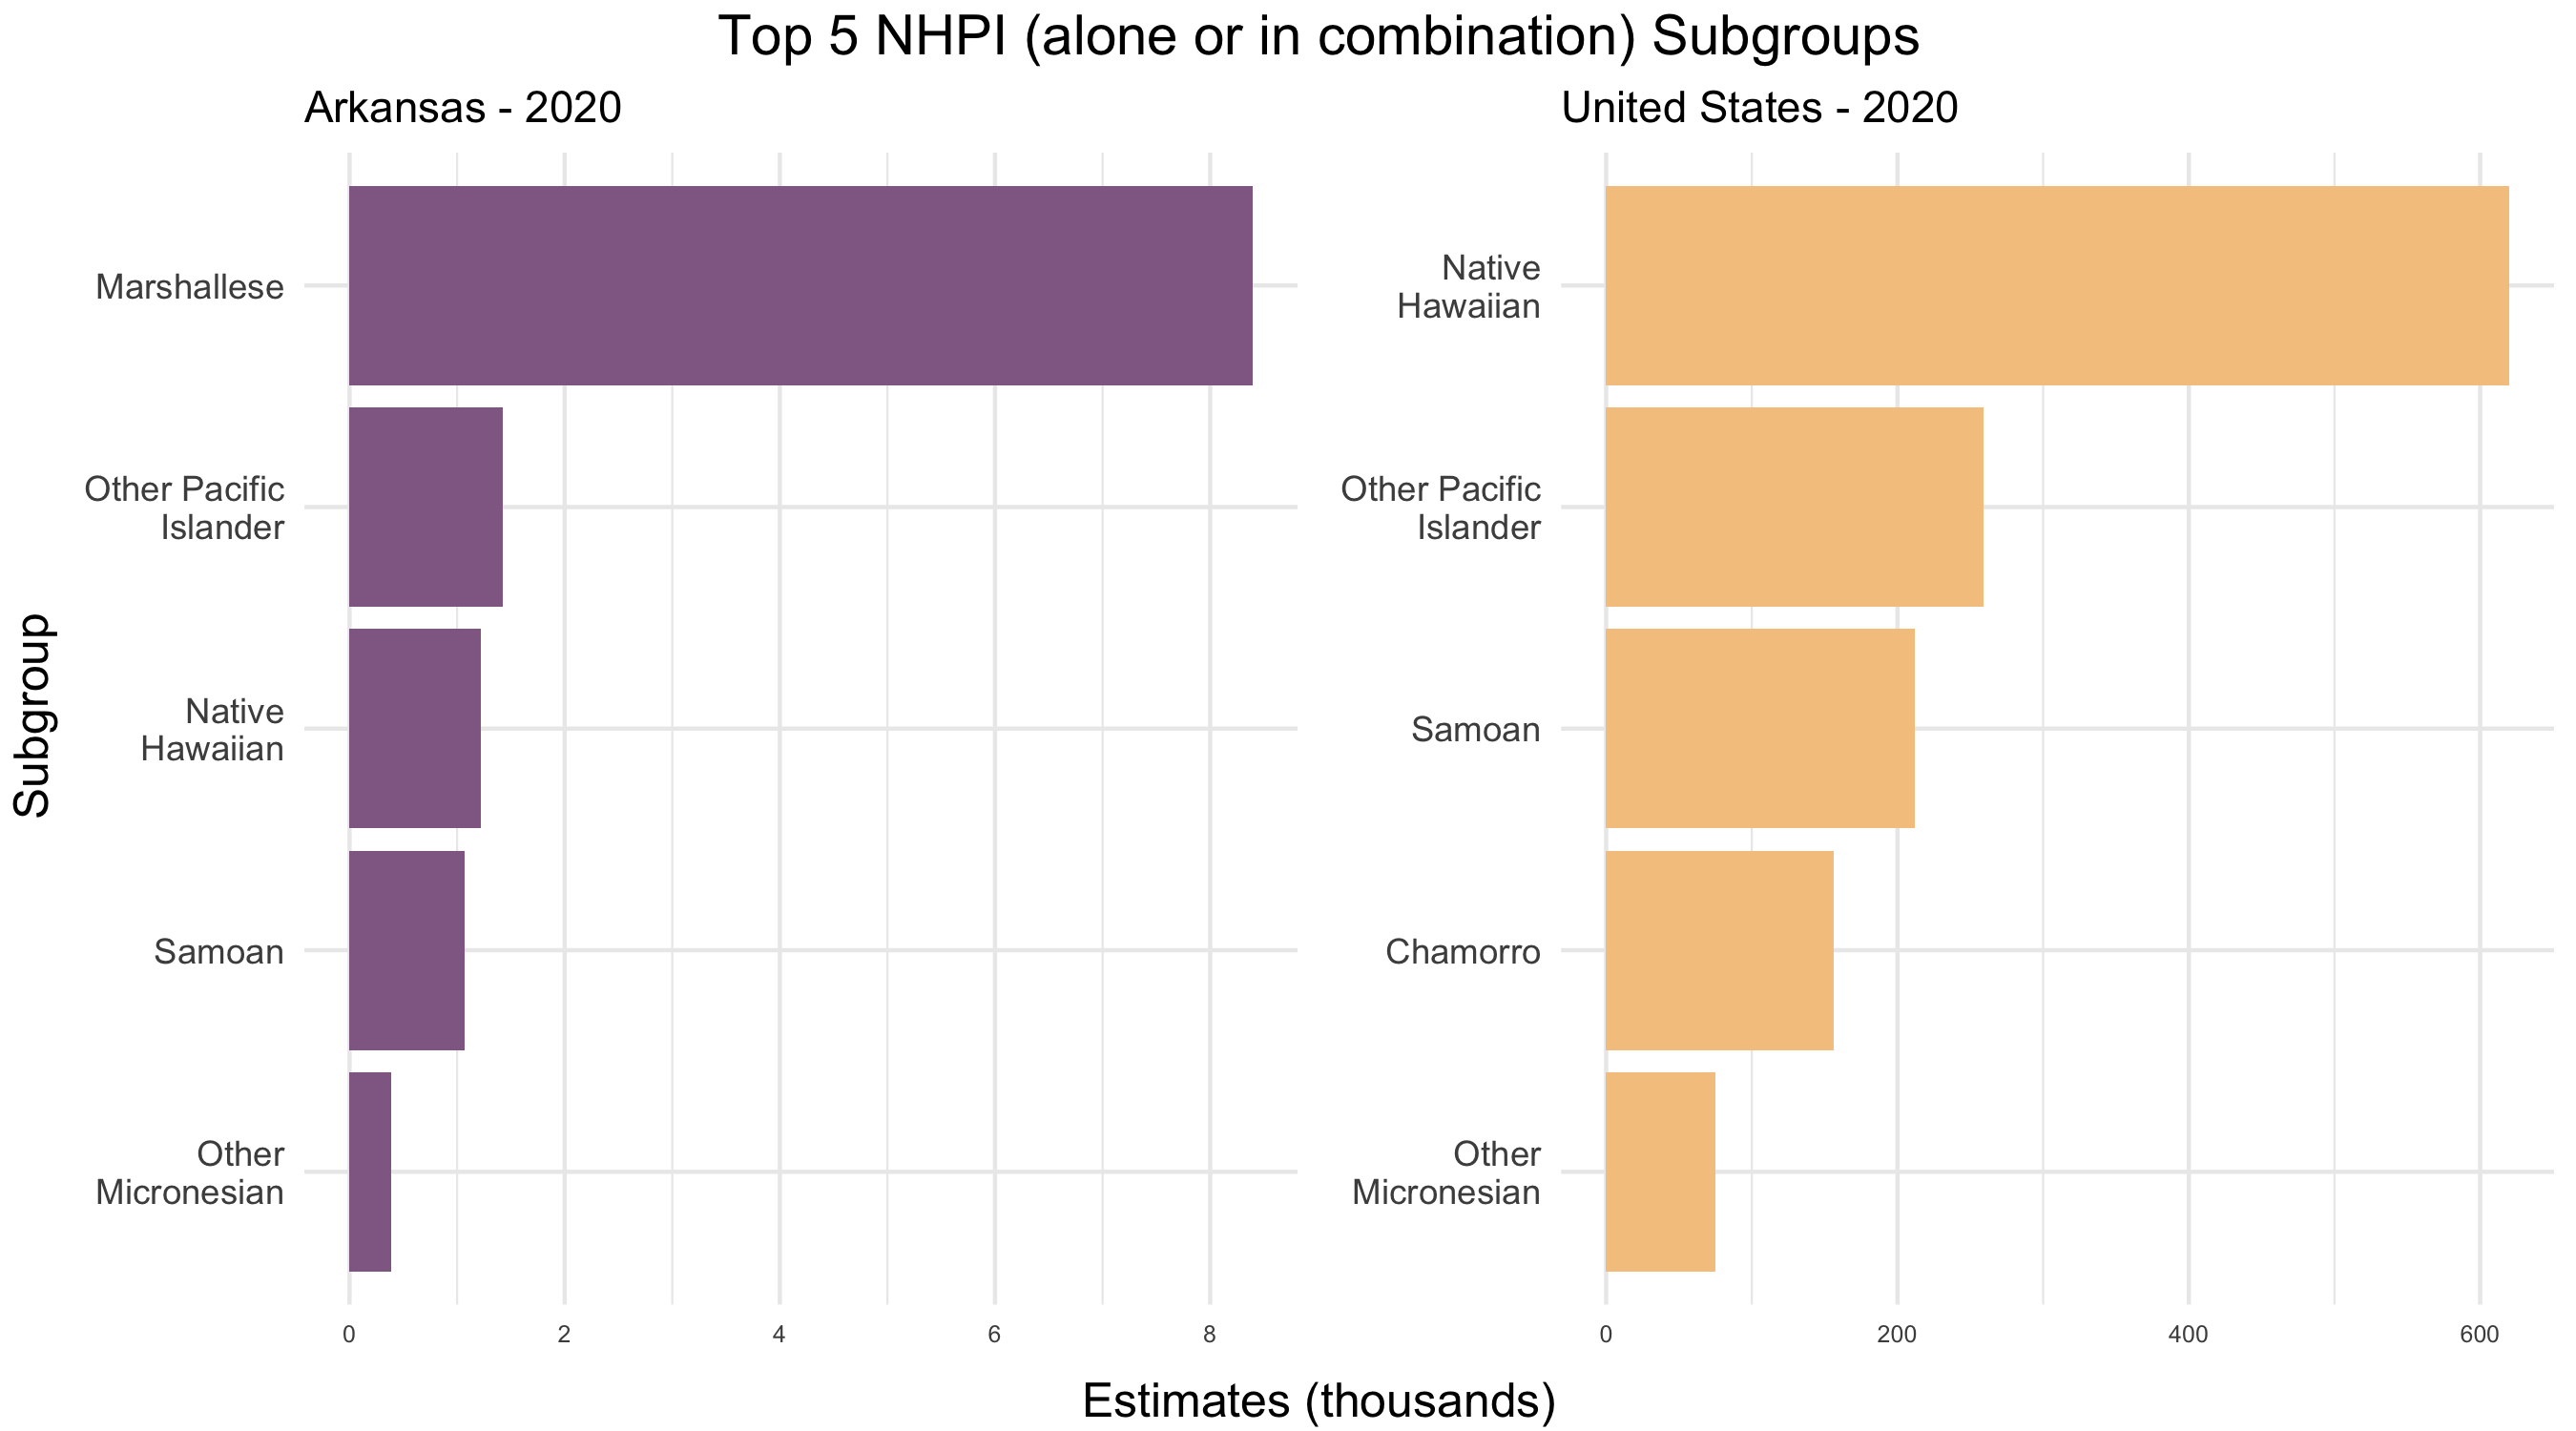 Top 5 NHPI (alone or in combination) Subgroups
Arkansas - 2020
Subgroup
Marshallese
Other Pacific
Islander
Native
Hawaiian
Samoan
Other
Micronesian
0 2 4 6 8
United States - 2020
Native
Hawaiian
Other Pacific
Islander
Samoan
Chamorro
Other
Micronesian
0 200 400 600
Estimates (thousands)